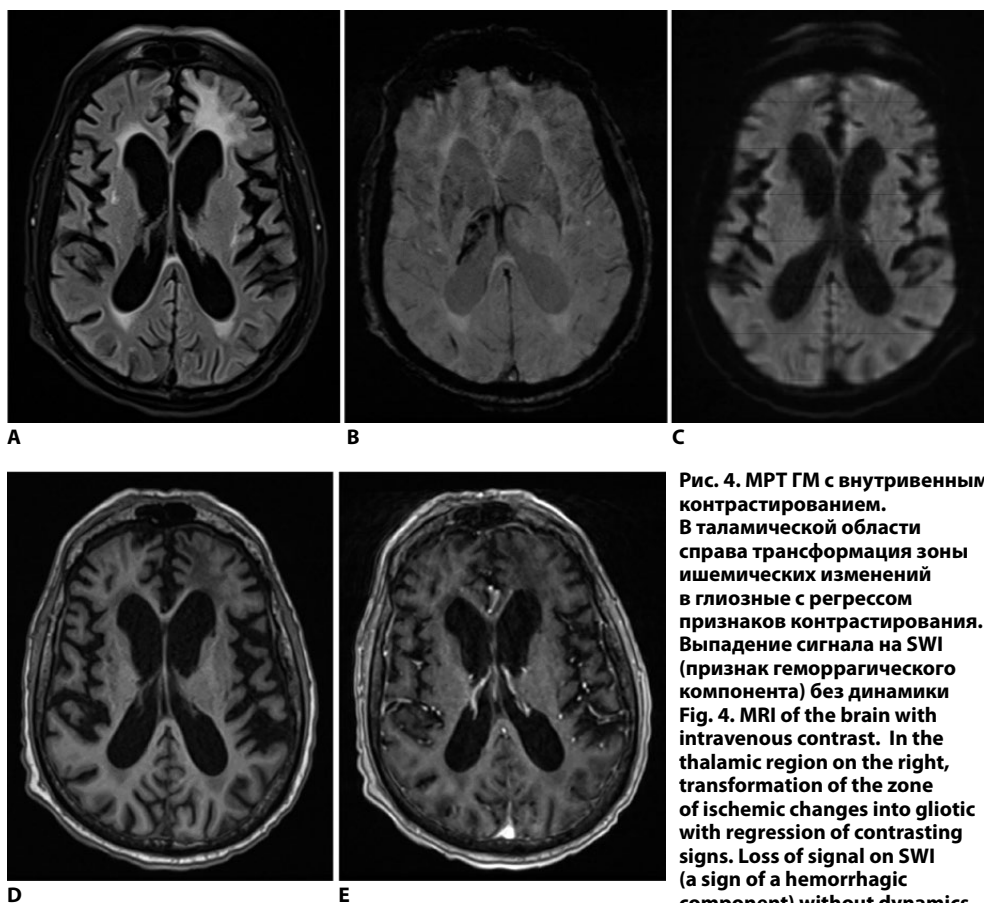 A
B
C
D
E
Рис. 4. МРТ ГМ с внутривенным
контрастированием.
В таламической области
справа трансформация зоны
ишемических изменений
в глиозные с регрессом
признаков контрастирования.
Выпадение сигнала на SWI
(признак геморрагического
компонента) без динамики
Fig. 4. MRI of the brain with
intravenous contrast. In the
thalamic region on the right,
transformation of the zone
of ischemic changes into gliotic
with regression of contrasting
signs. Loss of signal on SWI
(a sign of a hemorrhagic
component) without dynamics